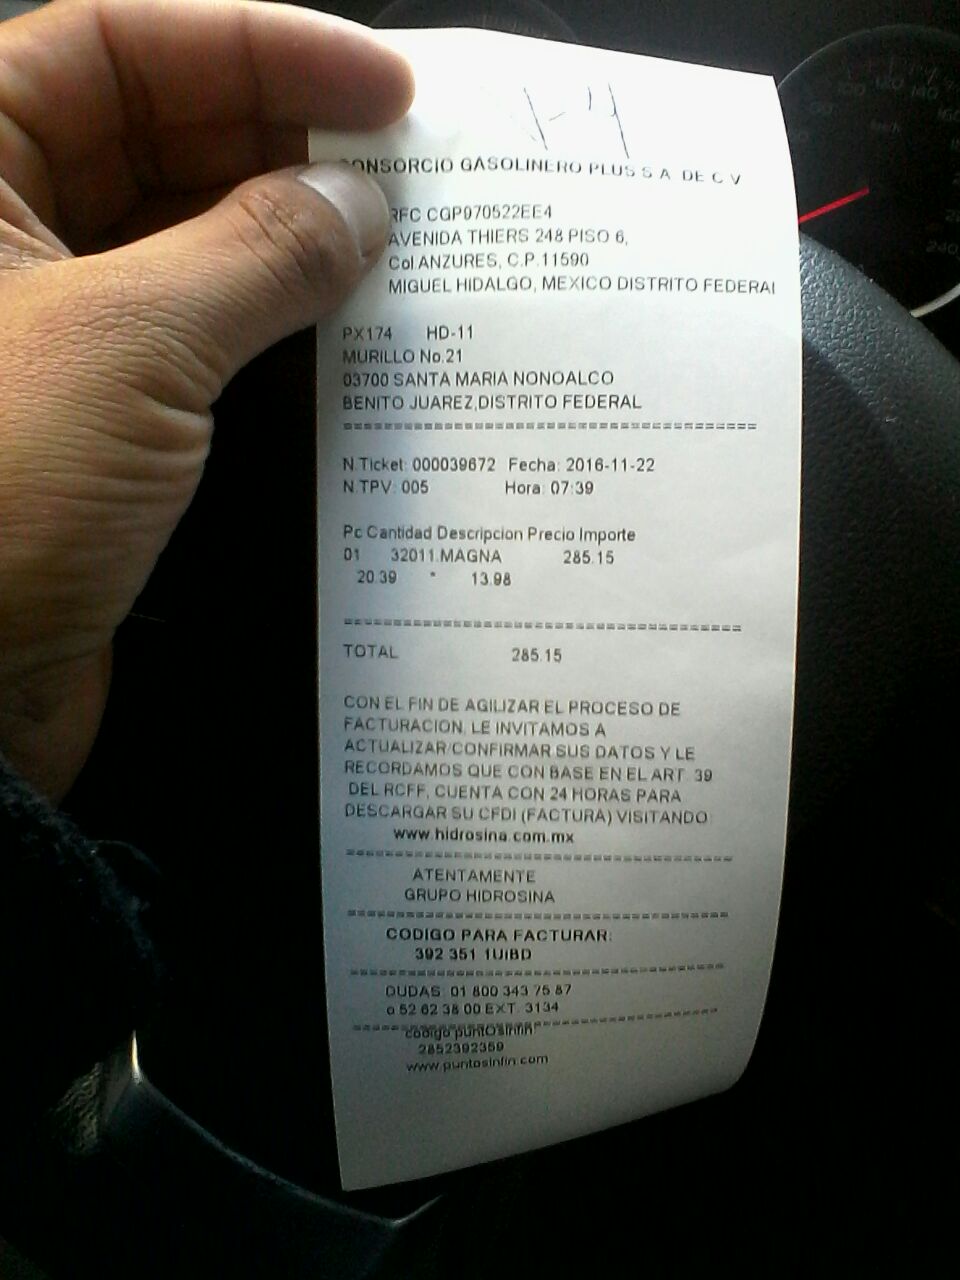 1-4
CONSORCIO GASOLINERO PLUS S A DE C V
RFC CGP970522EE4
AVENIDA THIERS 248 PISO 6,
Col.ANZURES, C.P.11590
MIGUEL HIDALGO, MEXICO DISTRITO FEDERAL
PX174 HD-11
MURILLO No.21
03700 SANTA MARIA NONOALCO
BENITO JUAREZ,DISTRITO FEDERAL
==========================================
N.Ticket: 000039672 Fecha: 2016-11-22
N.TPV: 005 Hora: 07:39
Pc Cantidad Descripcion Precio Importe
01 32011.MAGNA 285.15
20.39 * 13.98
==========================================
TOTAL 285.15
CON EL FIN DE AGILIZAR EL PROCESO DE
FACTURACION, LE INVITAMOS A
ACTUALIZAR/CONFIRMAR SUS DATOS Y LE
RECORDAMOS QUE CON BASE EN EL ART. 39
DEL RCFF, CUENTA CON 24 HORAS PARA
DESCARGAR SU CFDI (FACTURA) VISITANDO:
www.hidrosina.com.mx
==========================================
ATENTAMENTE
GRUPO HIDROSINA
==========================================
CODIGO PARA FACTURAR:
392 351 1UIBD
==========================================
DUDAS: 01 800 343 75 87
o 52 62 38 00 EXT. 3134
==========================================
codigo puntOsinfin:
2852392359
www.puntosinfin.com